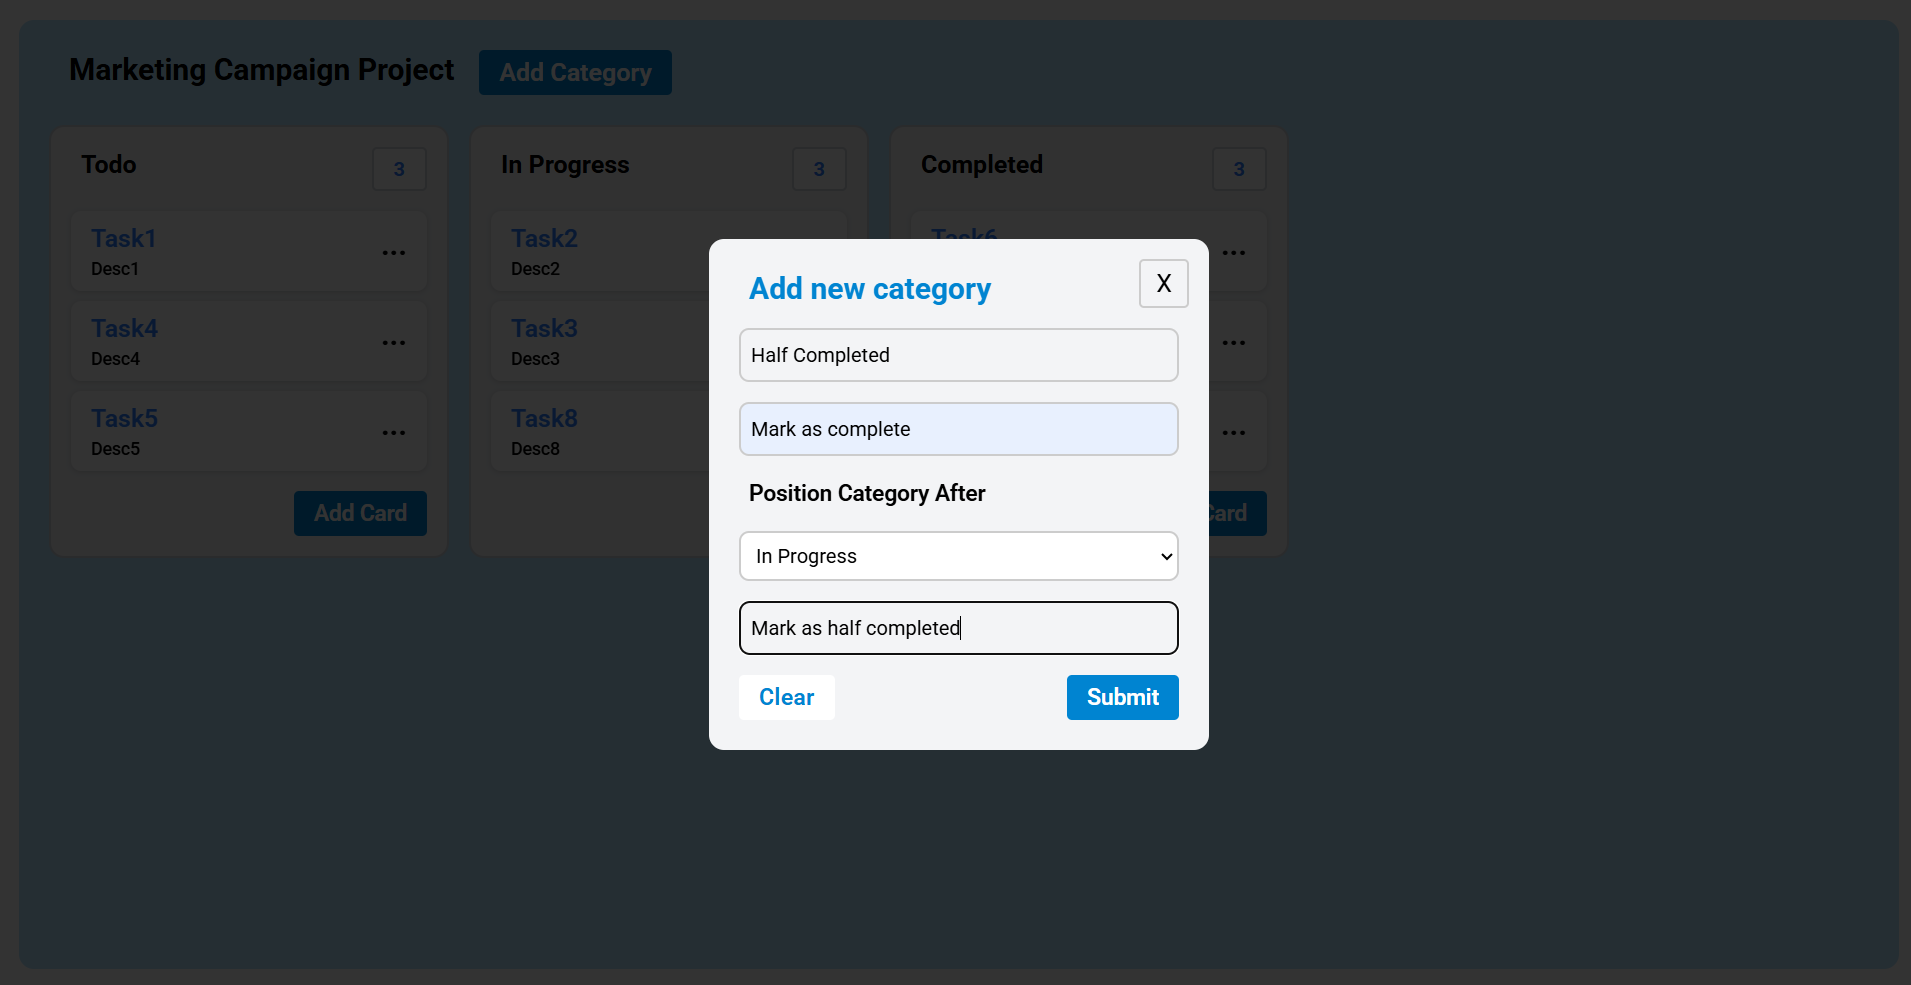 Marketing Campaign Project
Add Category
Todo
3
Task1
Desc1
Task4
Desc4
Task5
Desc5
Add Card
In Progress
3
Task2
Desc2
Task3
Desc3
Task8
Desc8
Completed
3
Task6
Card
Add new category
X
Half Completed
Mark as complete
Position Category After
In Progress
Mark as half completed
Clear
Submit